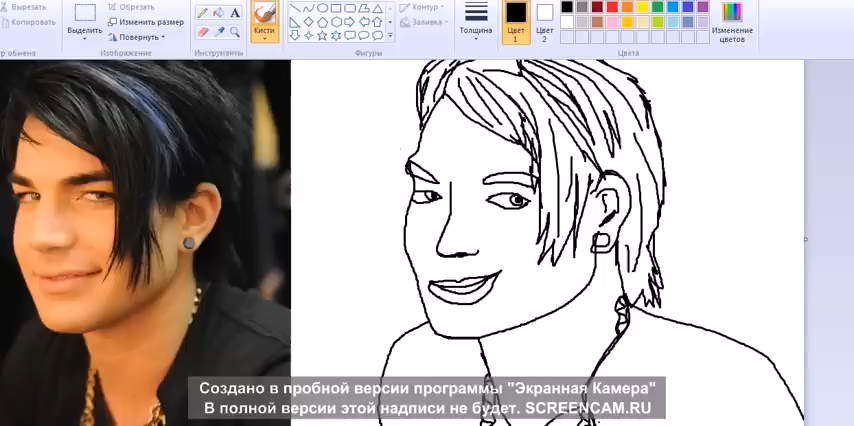 Вырезать
Копировать
Выделить
Обрезать
Изменить размер
Повернуть
Изображение
Инструменты
Кисти
Контур
Заливка
Фигуры
Толщина
Цвет
1
Цвет
2
Изменение
цветов
Цвета
Создано в пробной версии программы "Экранная Камера"
В полной версии этой надписи не будет. SCREENCAM.RU